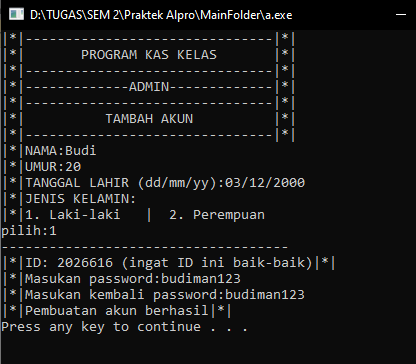 D:\TUGAS\SEM 2\Praktek Alpro\MainFolder\a.exe
|*|------------------------------|*|
|*|       PROGRAM KAS KELAS       |*|
|*|------------------------------|*|
|*|-------------ADMIN-------------|*|
|*|------------------------------|*|
|*|          TAMBAH AKUN          |*|
|*|------------------------------|*|
|*|NAMA:Budi
|*|UMUR:20
|*|TANGGAL LAHIR (dd/mm/yy):03/12/2000
|*|JENIS KELAMIN:
|*|1. Laki-laki   |  2. Perempuan
pilih:1
-----------------------------------
|*|ID: 2026616 (ingat ID ini baik-baik)|*|
|*|Masukan password:budiman123
|*|Masukan kembali password:budiman123
|*|Pembuatan akun berhasil|*|
Press any key to continue . . .